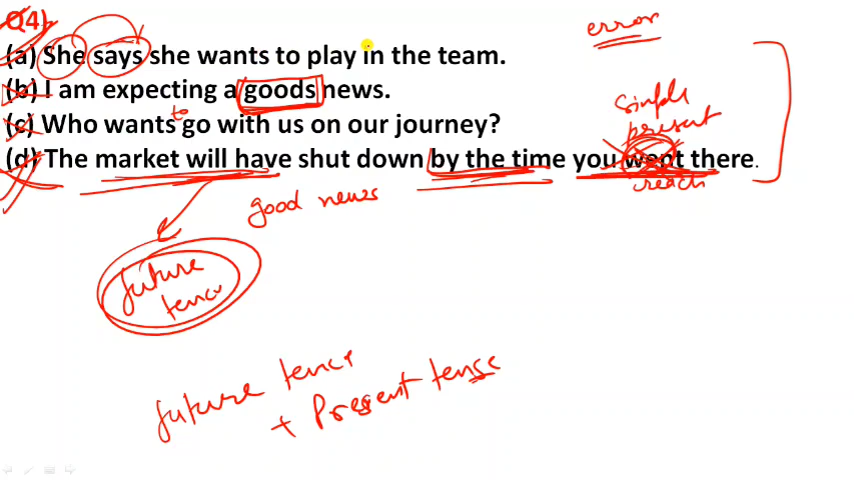 Q4)
error
(a) She says she wants to play in the team.
(b) I am expecting a goods news.
simple
present
to
(c) Who wants go with us on our journey?
(d) The market will have shut down by the time you went there.
reach
good news
future
tence
future tence
+ Present tense